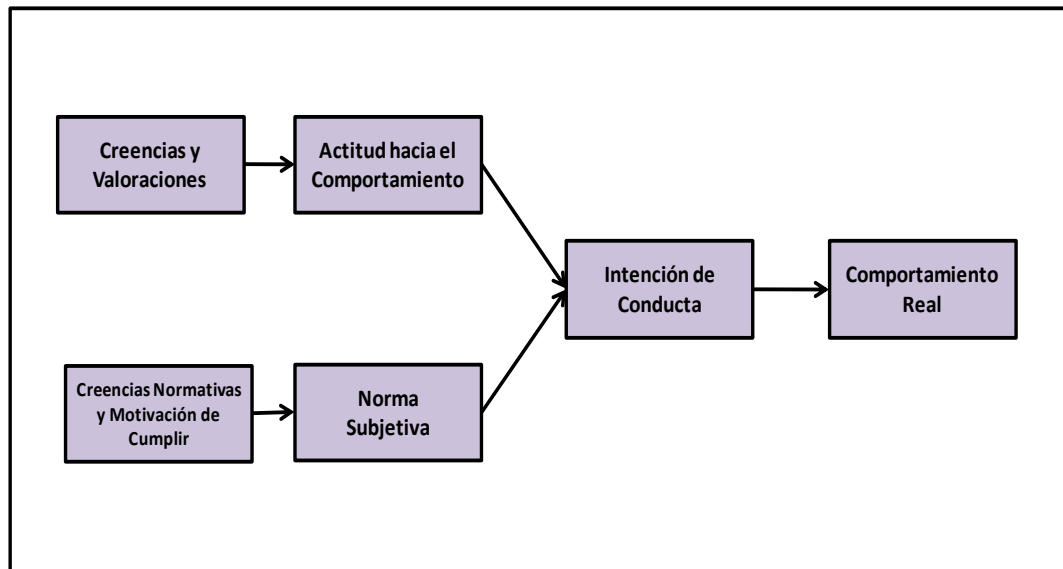 Creencias y
Valoraciones
Actitud hacia el
Comportamiento
Intención de
Conducta
Comportamiento
Real
Creencias Normativas
y Motivación de
Cumplir
Norma
Subjetiva